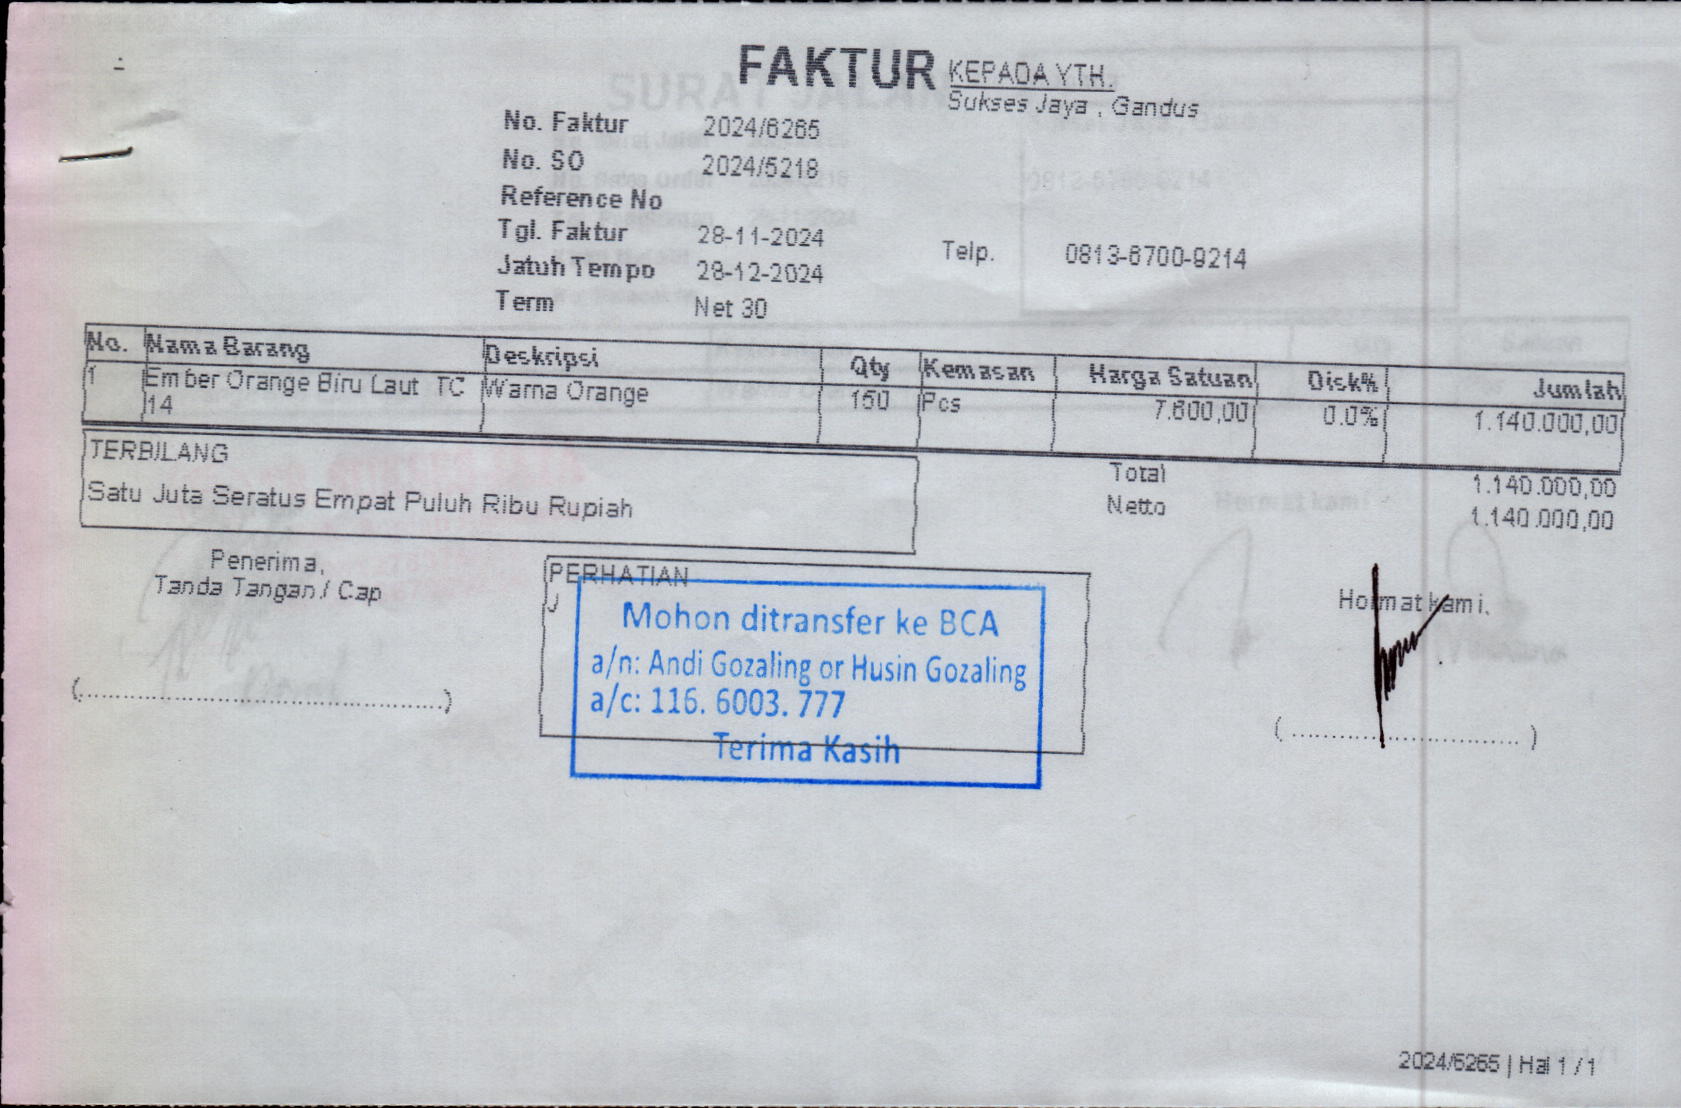 FAKTUR
KEPADA YTH.
Sukses Jaya , Gandus
No. Faktur 2024/6265
No. SO 2024/5218
Reference No
Tgl. Faktur 28-11-2024
Jatuh Tempo 28-12-2024
Term Net 30
Telp. 0813-6700-9214
No. Nama Barang Deskripsi Qty Kemasan Harga Satuan Disk% Jumlah
1 Ember Orange Biru Laut TC Warna Orange 150 Pcs 7.600,00 0.0% 1.140.000,00
14
TERBILANG
Satu Juta Seratus Empat Puluh Ribu Rupiah
Total 1.140.000,00
Netto 1.140.000,00
Penerima,
Tanda Tangan / Cap
(..................................................)
PERHATIAN
Mohon ditransfer ke BCA
a/n: Andi Gozaling or Husin Gozaling
a/c: 116. 6003. 777
Terima Kasih
Hormat kami,
(................................)
2024/6265 | Hal 1 / 1